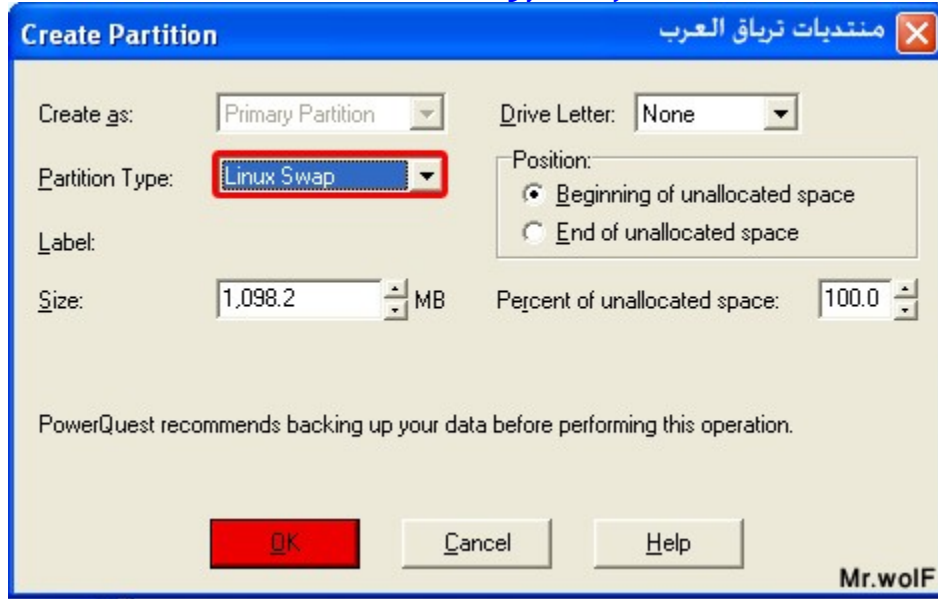 Create Partition
منتديات ترياق العرب
Create as: Primary Partition
Drive Letter: None
Partition Type: Linux Swap
Position:
Beginning of unallocated space
End of unallocated space
Label:
Size: 1,098.2 MB
Percent of unallocated space: 100.0
PowerQuest recommends backing up your data before performing this operation.
OK
Cancel
Help
Mr.wolF